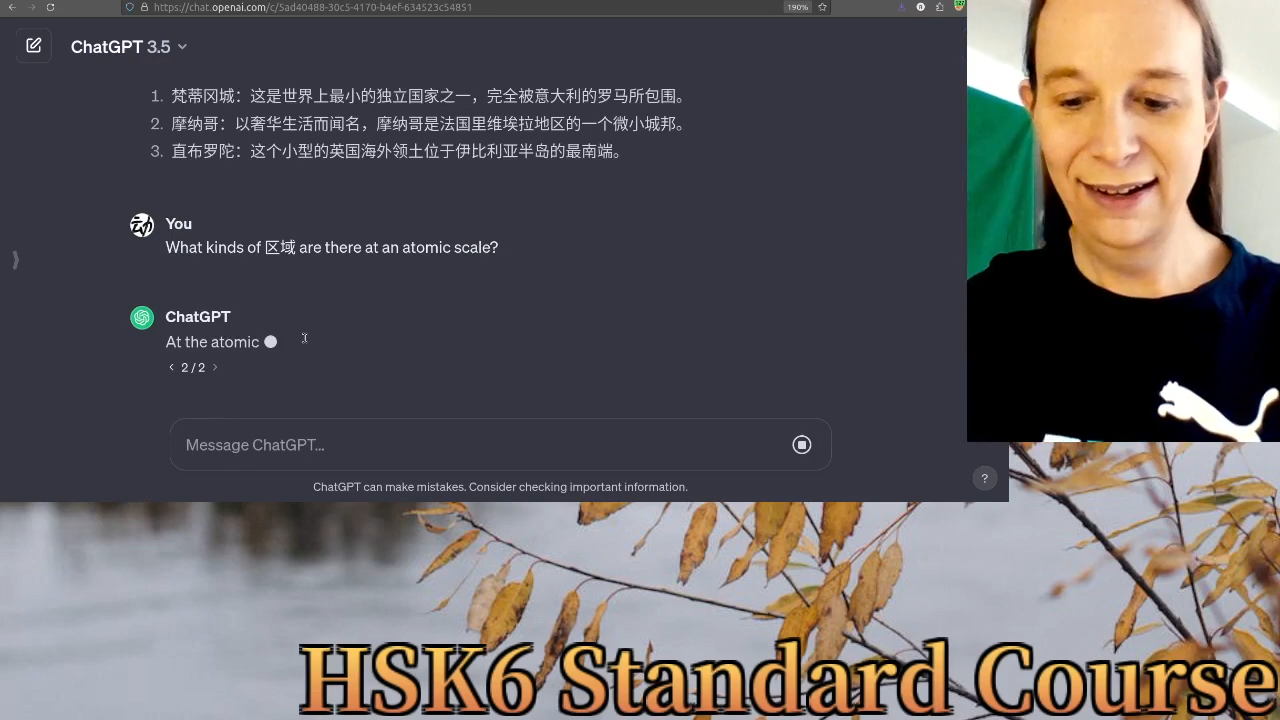 https://chat.openai.com/c/5ad40488-30c5-4170-b4ef-634523c54851
190%
ChatGPT 3.5
1. 梵蒂冈城：这是世界上最小的独立国家之一，完全被意大利的罗马所包围。
2. 摩纳哥：以奢华生活而闻名，摩纳哥是法国里维埃拉地区的一个微小城邦。
3. 直布罗陀：这个小型的英国海外领土位于伊比利亚半岛的最南端。
You
What kinds of 区域 are there at an atomic scale?
ChatGPT
At the atomic
2 / 2
Message ChatGPT...
ChatGPT can make mistakes. Consider checking important information.
?
HSK6 Standard Course